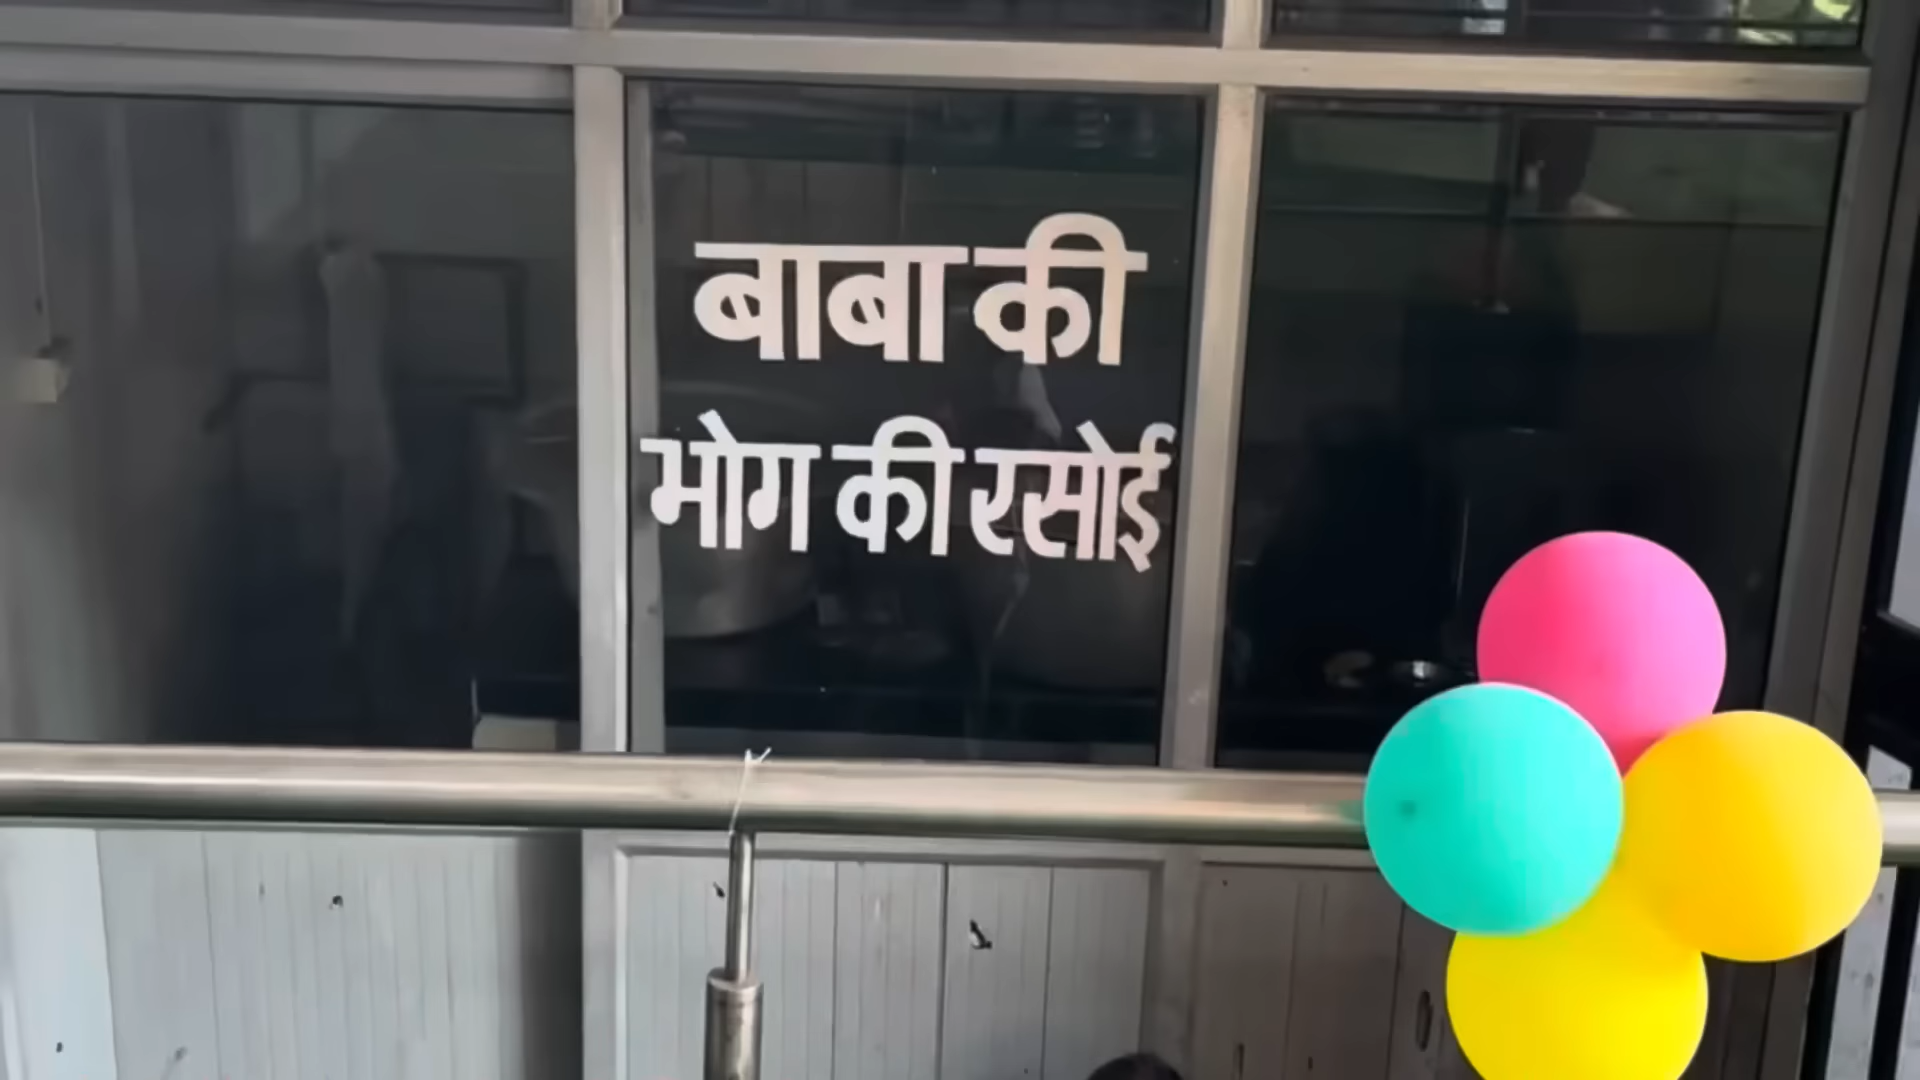 बाबा की
भोग की रसोई